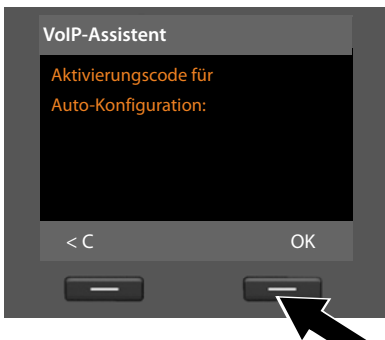 VoIP-Assistent
Aktivierungscode für
Auto-Konfiguration:
< C OK